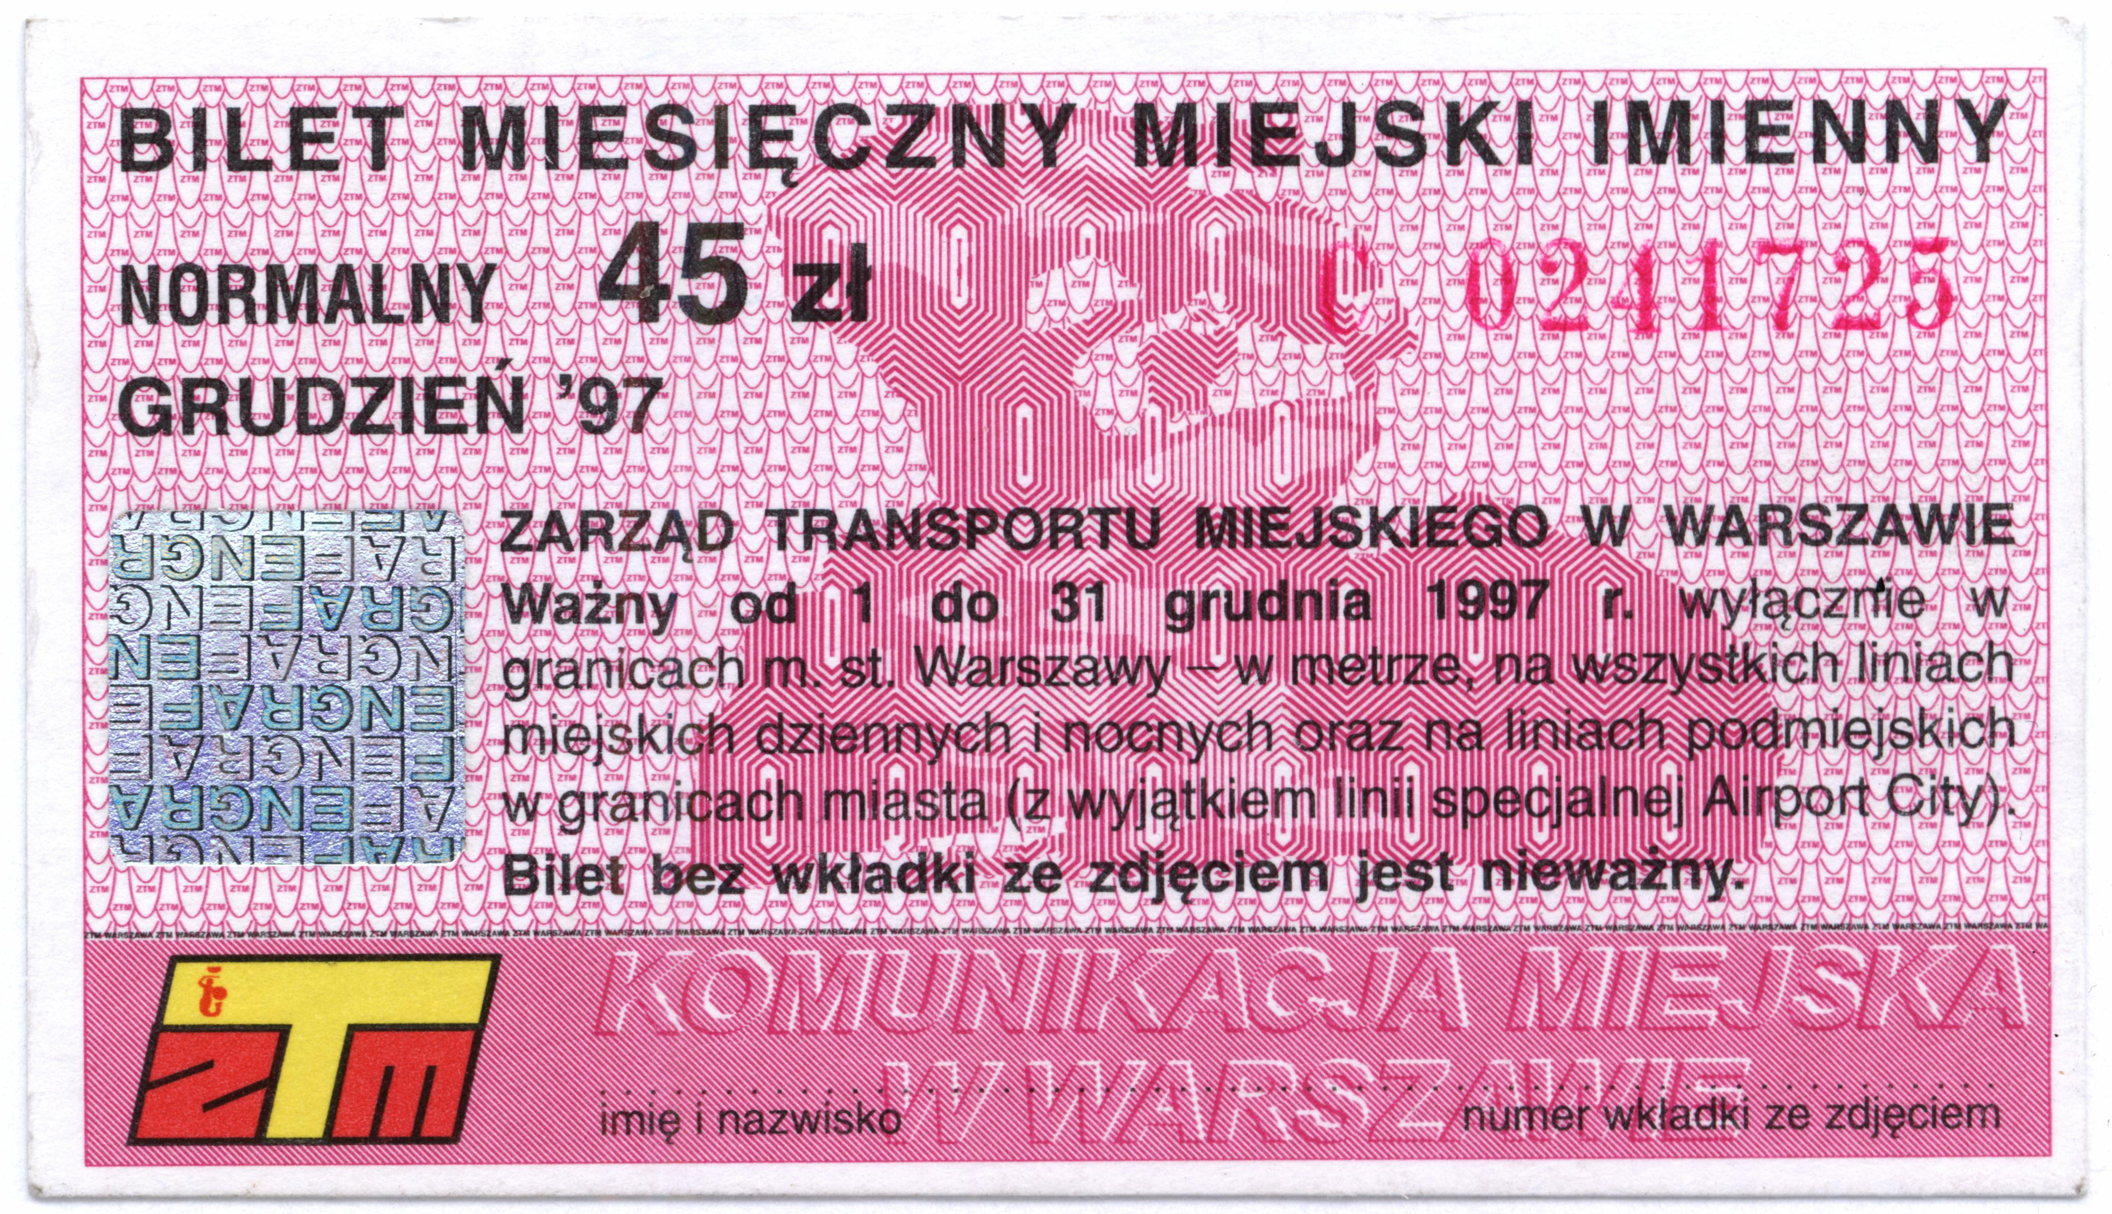 BILET MIESIĘCZNY MIEJSKI IMIENNY
NORMALNY 45 zł C 0241725
GRUDZIEŃ '97
ZARZĄD TRANSPORTU MIEJSKIEGO W WARSZAWIE
Ważny od 1 do 31 grudnia 1997 r. wyłącznie w
granicach m. st. Warszawy – w metrze, na wszystkich liniach
miejskich dziennych i nocnych oraz na liniach podmiejskich
w granicach miasta (z wyjątkiem linii specjalnej Airport City).
Bilet bez wkładki ze zdjęciem jest nieważny.
KOMUNIKACJA MIEJSKA
W WARSZAWIE
ZTM
imię i nazwisko numer wkładki ze zdjęciem